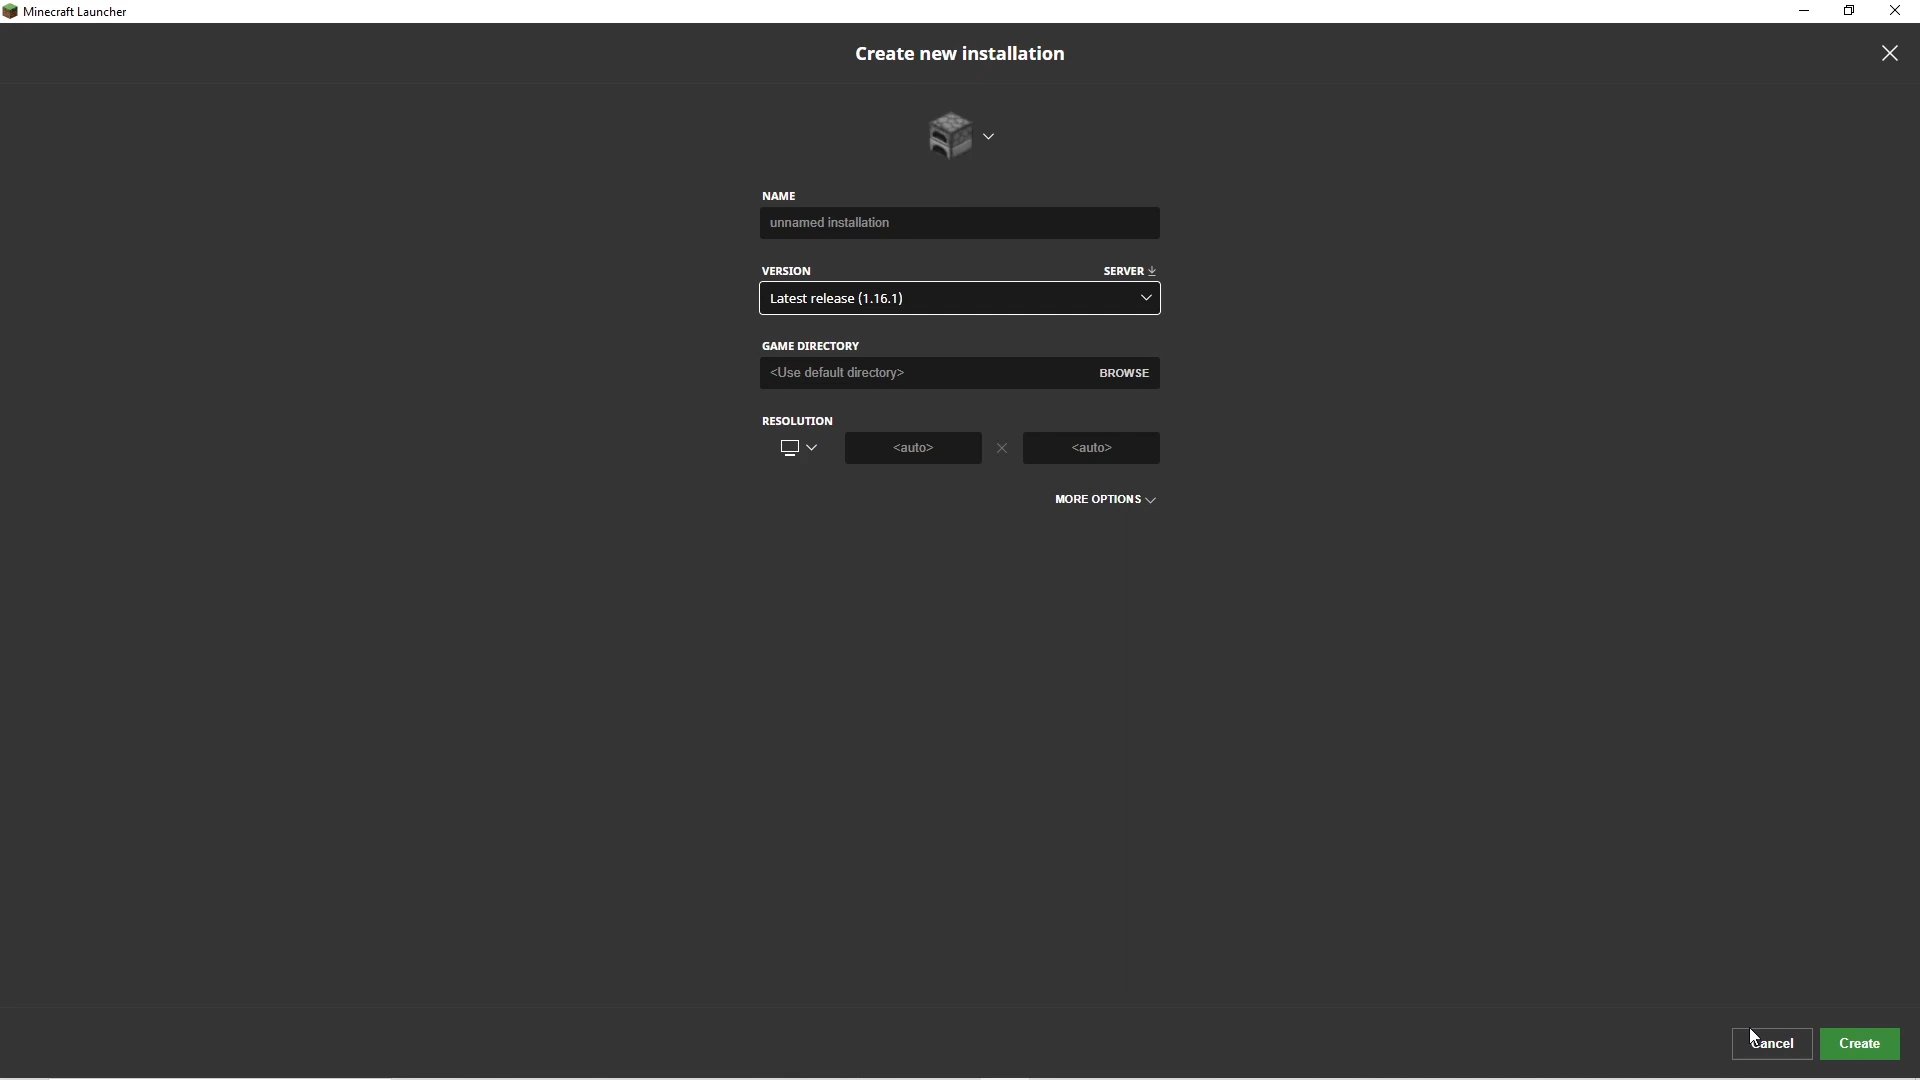 Minecraft Launcher
Create new installation
NAME
unnamed installation
VERSION
SERVER
Latest release (1.16.1)
GAME DIRECTORY
<Use default directory>
BROWSE
RESOLUTION
<auto>
<auto>
MORE OPTIONS
Cancel
Create